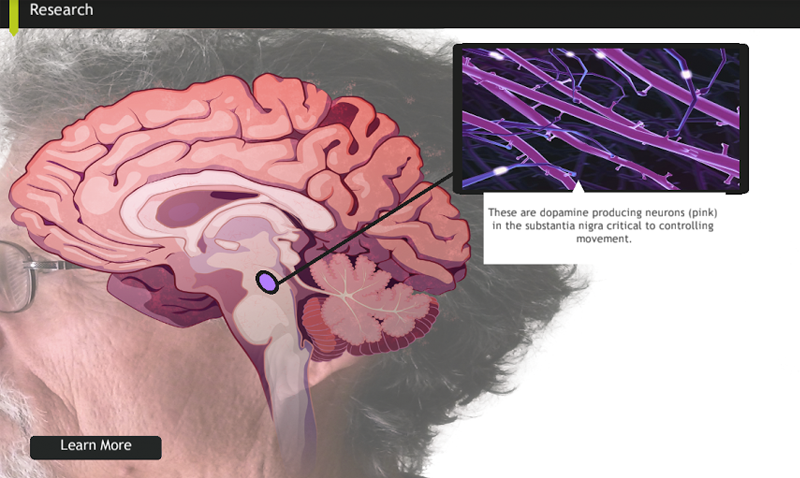 Research
These are dopamine producing neurons (pink)
in the substantia nigra critical to controlling
movement.
Learn More